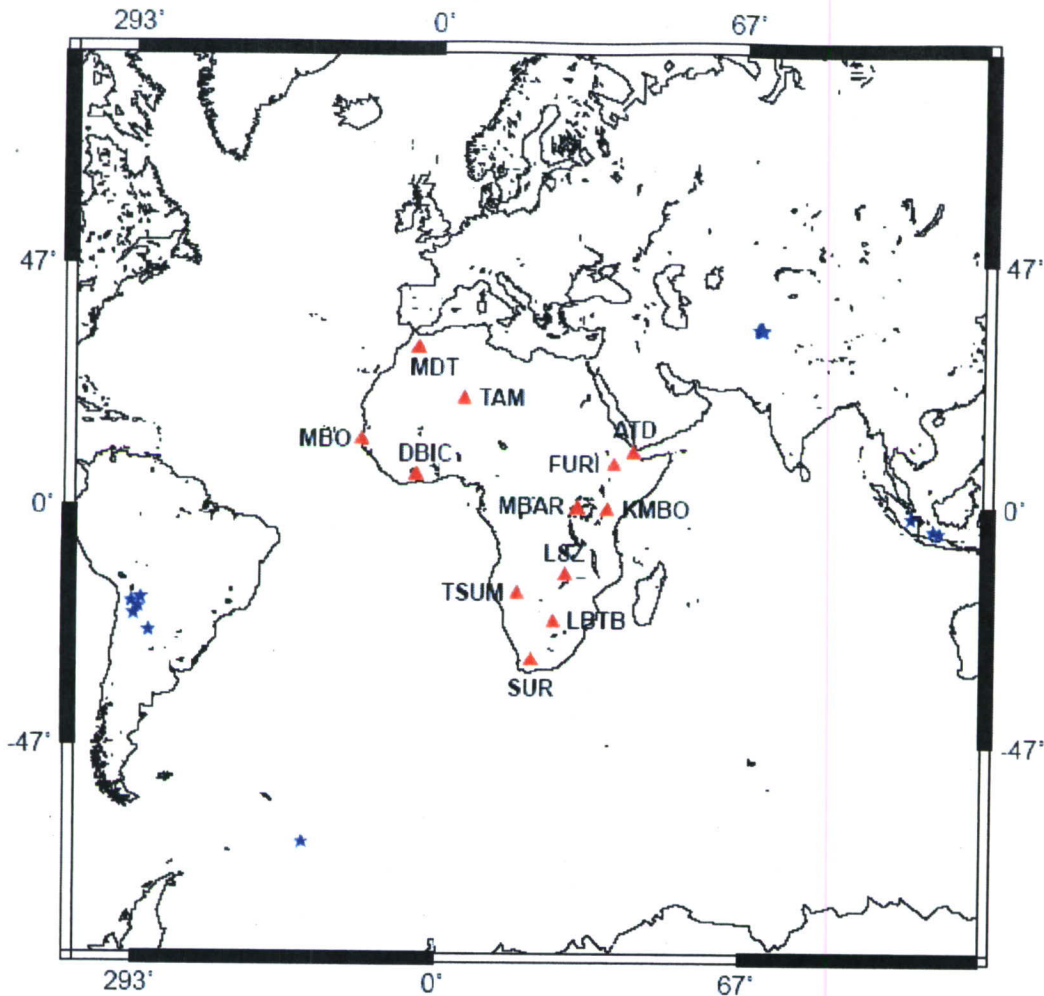 293° 0° 67°
47° 47°
MDT
TAM
MBO
DBIC
ATD
FURI
0° MBAR KMBO 0°
LSZ
TSUM
LBTB
SUR
-47° -47°
293° 0° 67°